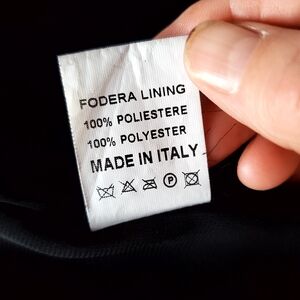 FODERA LINING
100% POLIESTERE
100% POLYESTER
MADE IN ITALY
P